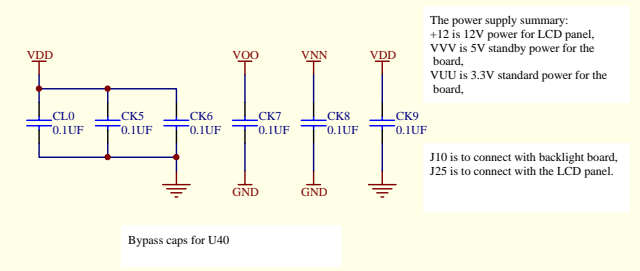 The power supply summary:
+12 is 12V power for LCD panel,
VVV is 5V standby power for the
board,
VUU is 3.3V standard power for the
board,
VDD
VOO
VNN
VDD
CL0
0.1UF
CK5
0.1UF
CK6
0.1UF
CK7
0.1UF
CK8
0.1UF
CK9
0.1UF
GND
GND
J10 is to connect with backlight board,
J25 is to connect with the LCD panel.
Bypass caps for U40